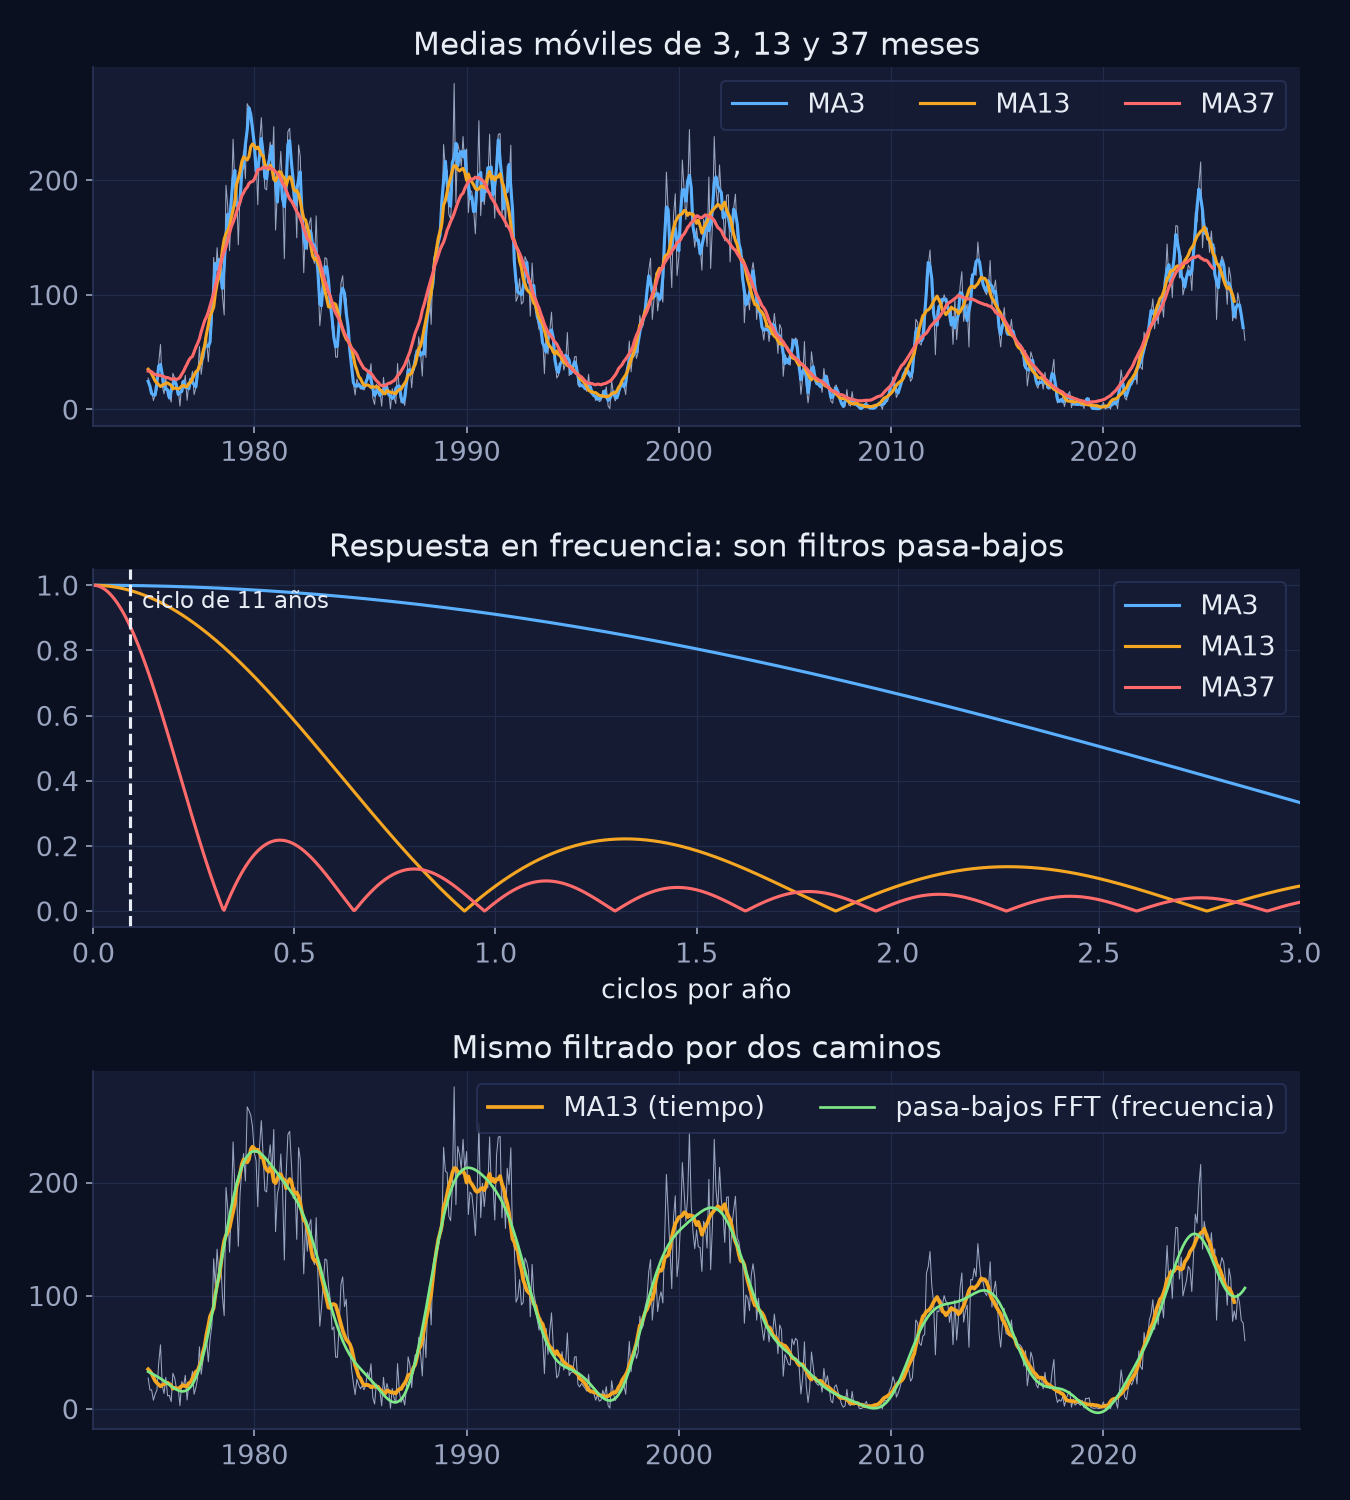 Medias móviles de 3, 13 y 37 meses
MA3 MA13 MA37
200
100
0
1980 1990 2000 2010 2020
Respuesta en frecuencia: son filtros pasa-bajos
1.0
ciclo de 11 años
MA3
MA13
MA37
0.8
0.6
0.4
0.2
0.0
0.0 0.5 1.0 1.5 2.0 2.5 3.0
ciclos por año
Mismo filtrado por dos caminos
MA13 (tiempo) pasa-bajos FFT (frecuencia)
200
100
0
1980 1990 2000 2010 2020